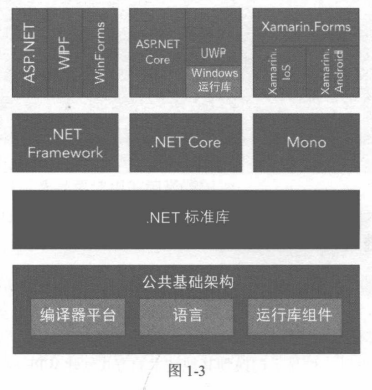 ASP.NET
WPF
WinForms
ASP.NET
Core
UWP
Windows
运行库
Xamarin.Forms
Xamarin.
IoS
Xamarin.
Android
.NET
Framework
.NET Core
Mono
.NET 标准库
公共基础架构
编译器平台
语言
运行库组件
图 1-3